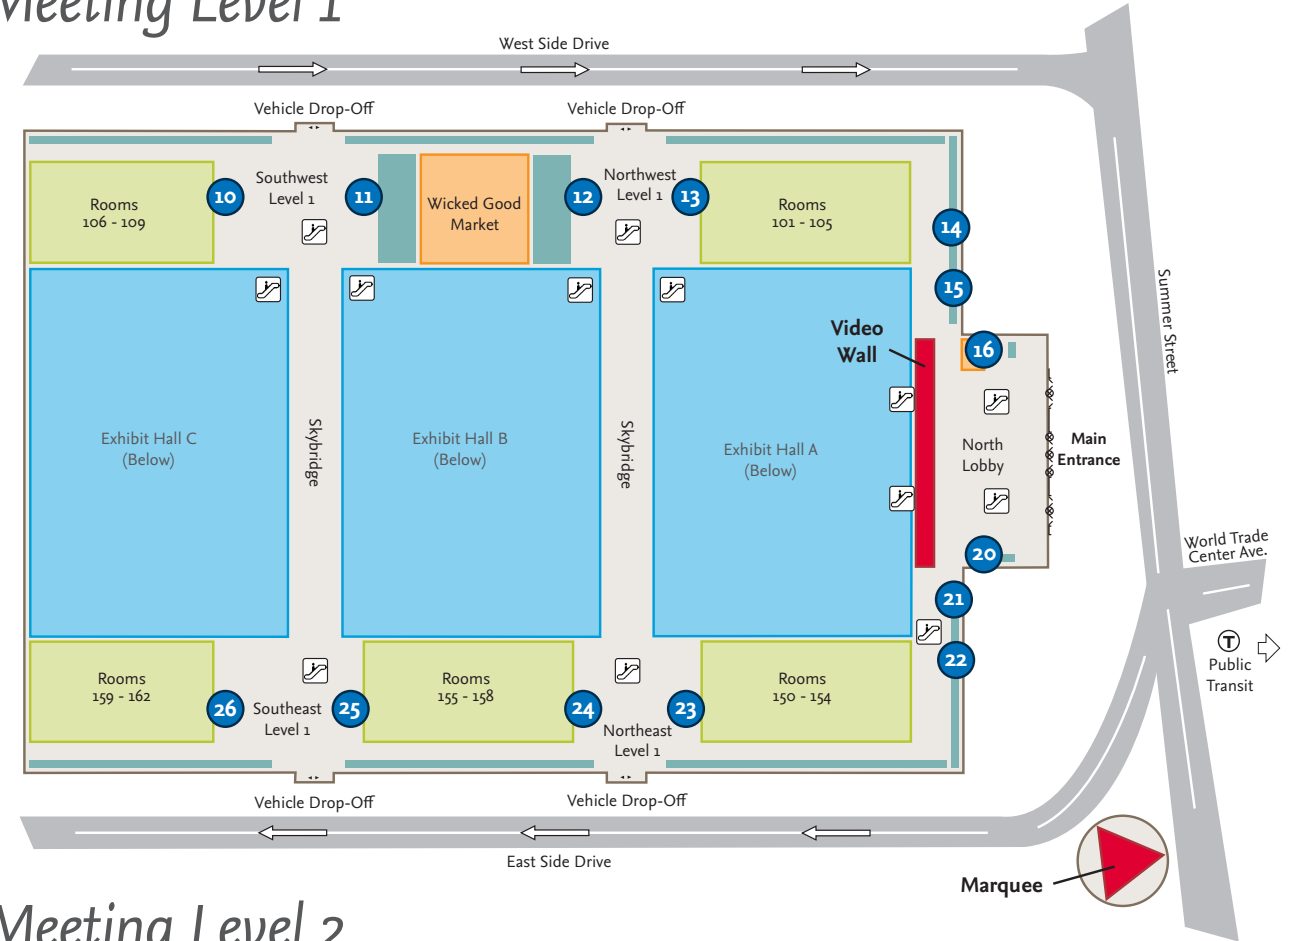 Meeting Level 1
West Side Drive
Vehicle Drop-Off
Vehicle Drop-Off
Rooms
106 - 109
10
Southwest
Level 1
11
Wicked Good
Market
12
Northwest
Level 1
13
Rooms
101 - 105
14
15
Summer Street
Video
Wall
16
Exhibit Hall C
(Below)
Skybridge
Exhibit Hall B
(Below)
Skybridge
Exhibit Hall A
(Below)
North
Lobby
Main
Entrance
World Trade
Center Ave.
20
21
22
T
Public
Transit
Rooms
159 - 162
26
Southeast
Level 1
25
Rooms
155 - 158
24
Northeast
Level 1
23
Rooms
150 - 154
Vehicle Drop-Off
Vehicle Drop-Off
East Side Drive
Marquee
Meeting Level 2